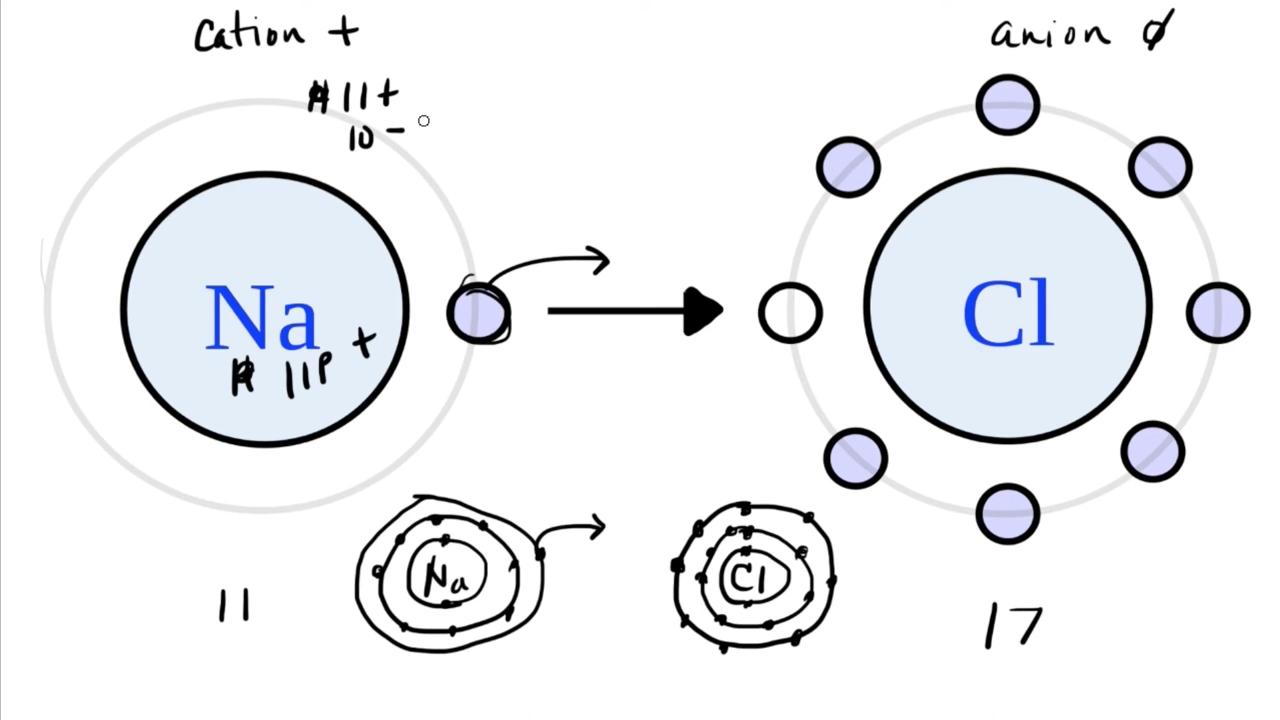 cation +
anion
11+
10 -
Na
11p +
Cl
Na
Cl
11
17